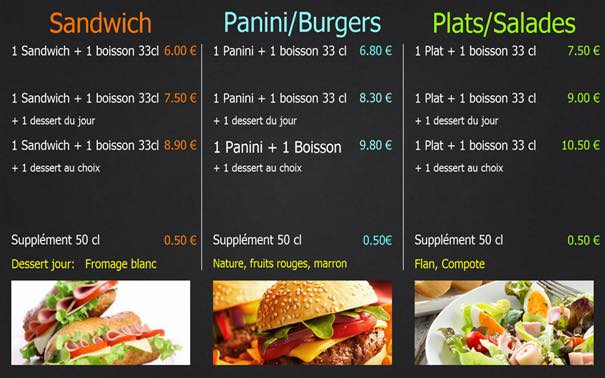 Sandwich
1 Sandwich + 1 boisson 33cl 6.00 €
1 Sandwich + 1 boisson 33cl 7.50 €
+ 1 dessert du jour
1 Sandwich + 1 boisson 33cl 8.90 €
+ 1 dessert au choix
Supplément 50 cl 0.50 €
Dessert jour: Fromage blanc
Panini/Burgers
1 Panini + 1 boisson 33 cl 6.80 €
1 Panini + 1 boisson 33 cl 8.30 €
+ 1 dessert du jour
1 Panini + 1 Boisson 9.80 €
+ 1 dessert au choix
Supplément 50 cl 0.50€
Nature, fruits rouges, marron
Plats/Salades
1 Plat + 1 boisson 33 cl 7.50 €
1 Plat + 1 boisson 33 cl 9.00 €
+ 1 dessert du jour
1 Plat + 1 boisson 33 cl 10.50 €
+ 1 dessert au choix
Supplément 50 cl 0.50 €
Flan, Compote